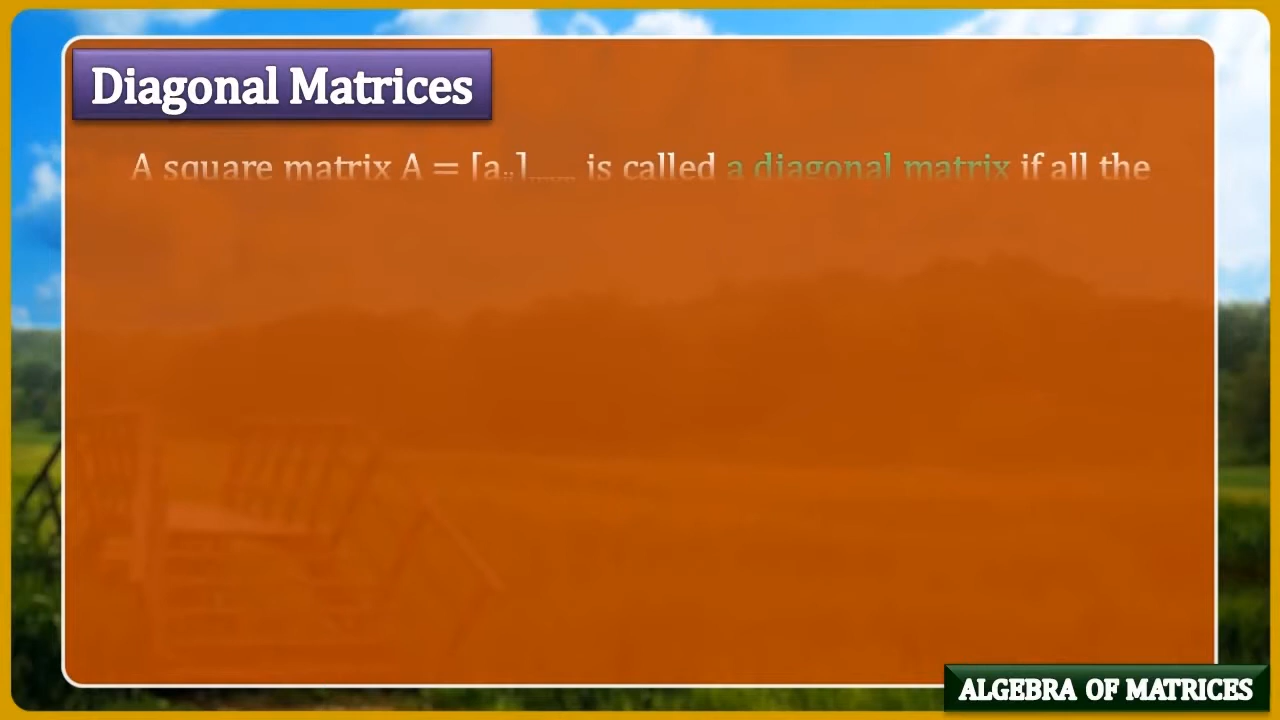 Diagonal Matrices
A square matrix A = [a is called a diagonal matrix if all the
ALGEBRA OF MATRICES